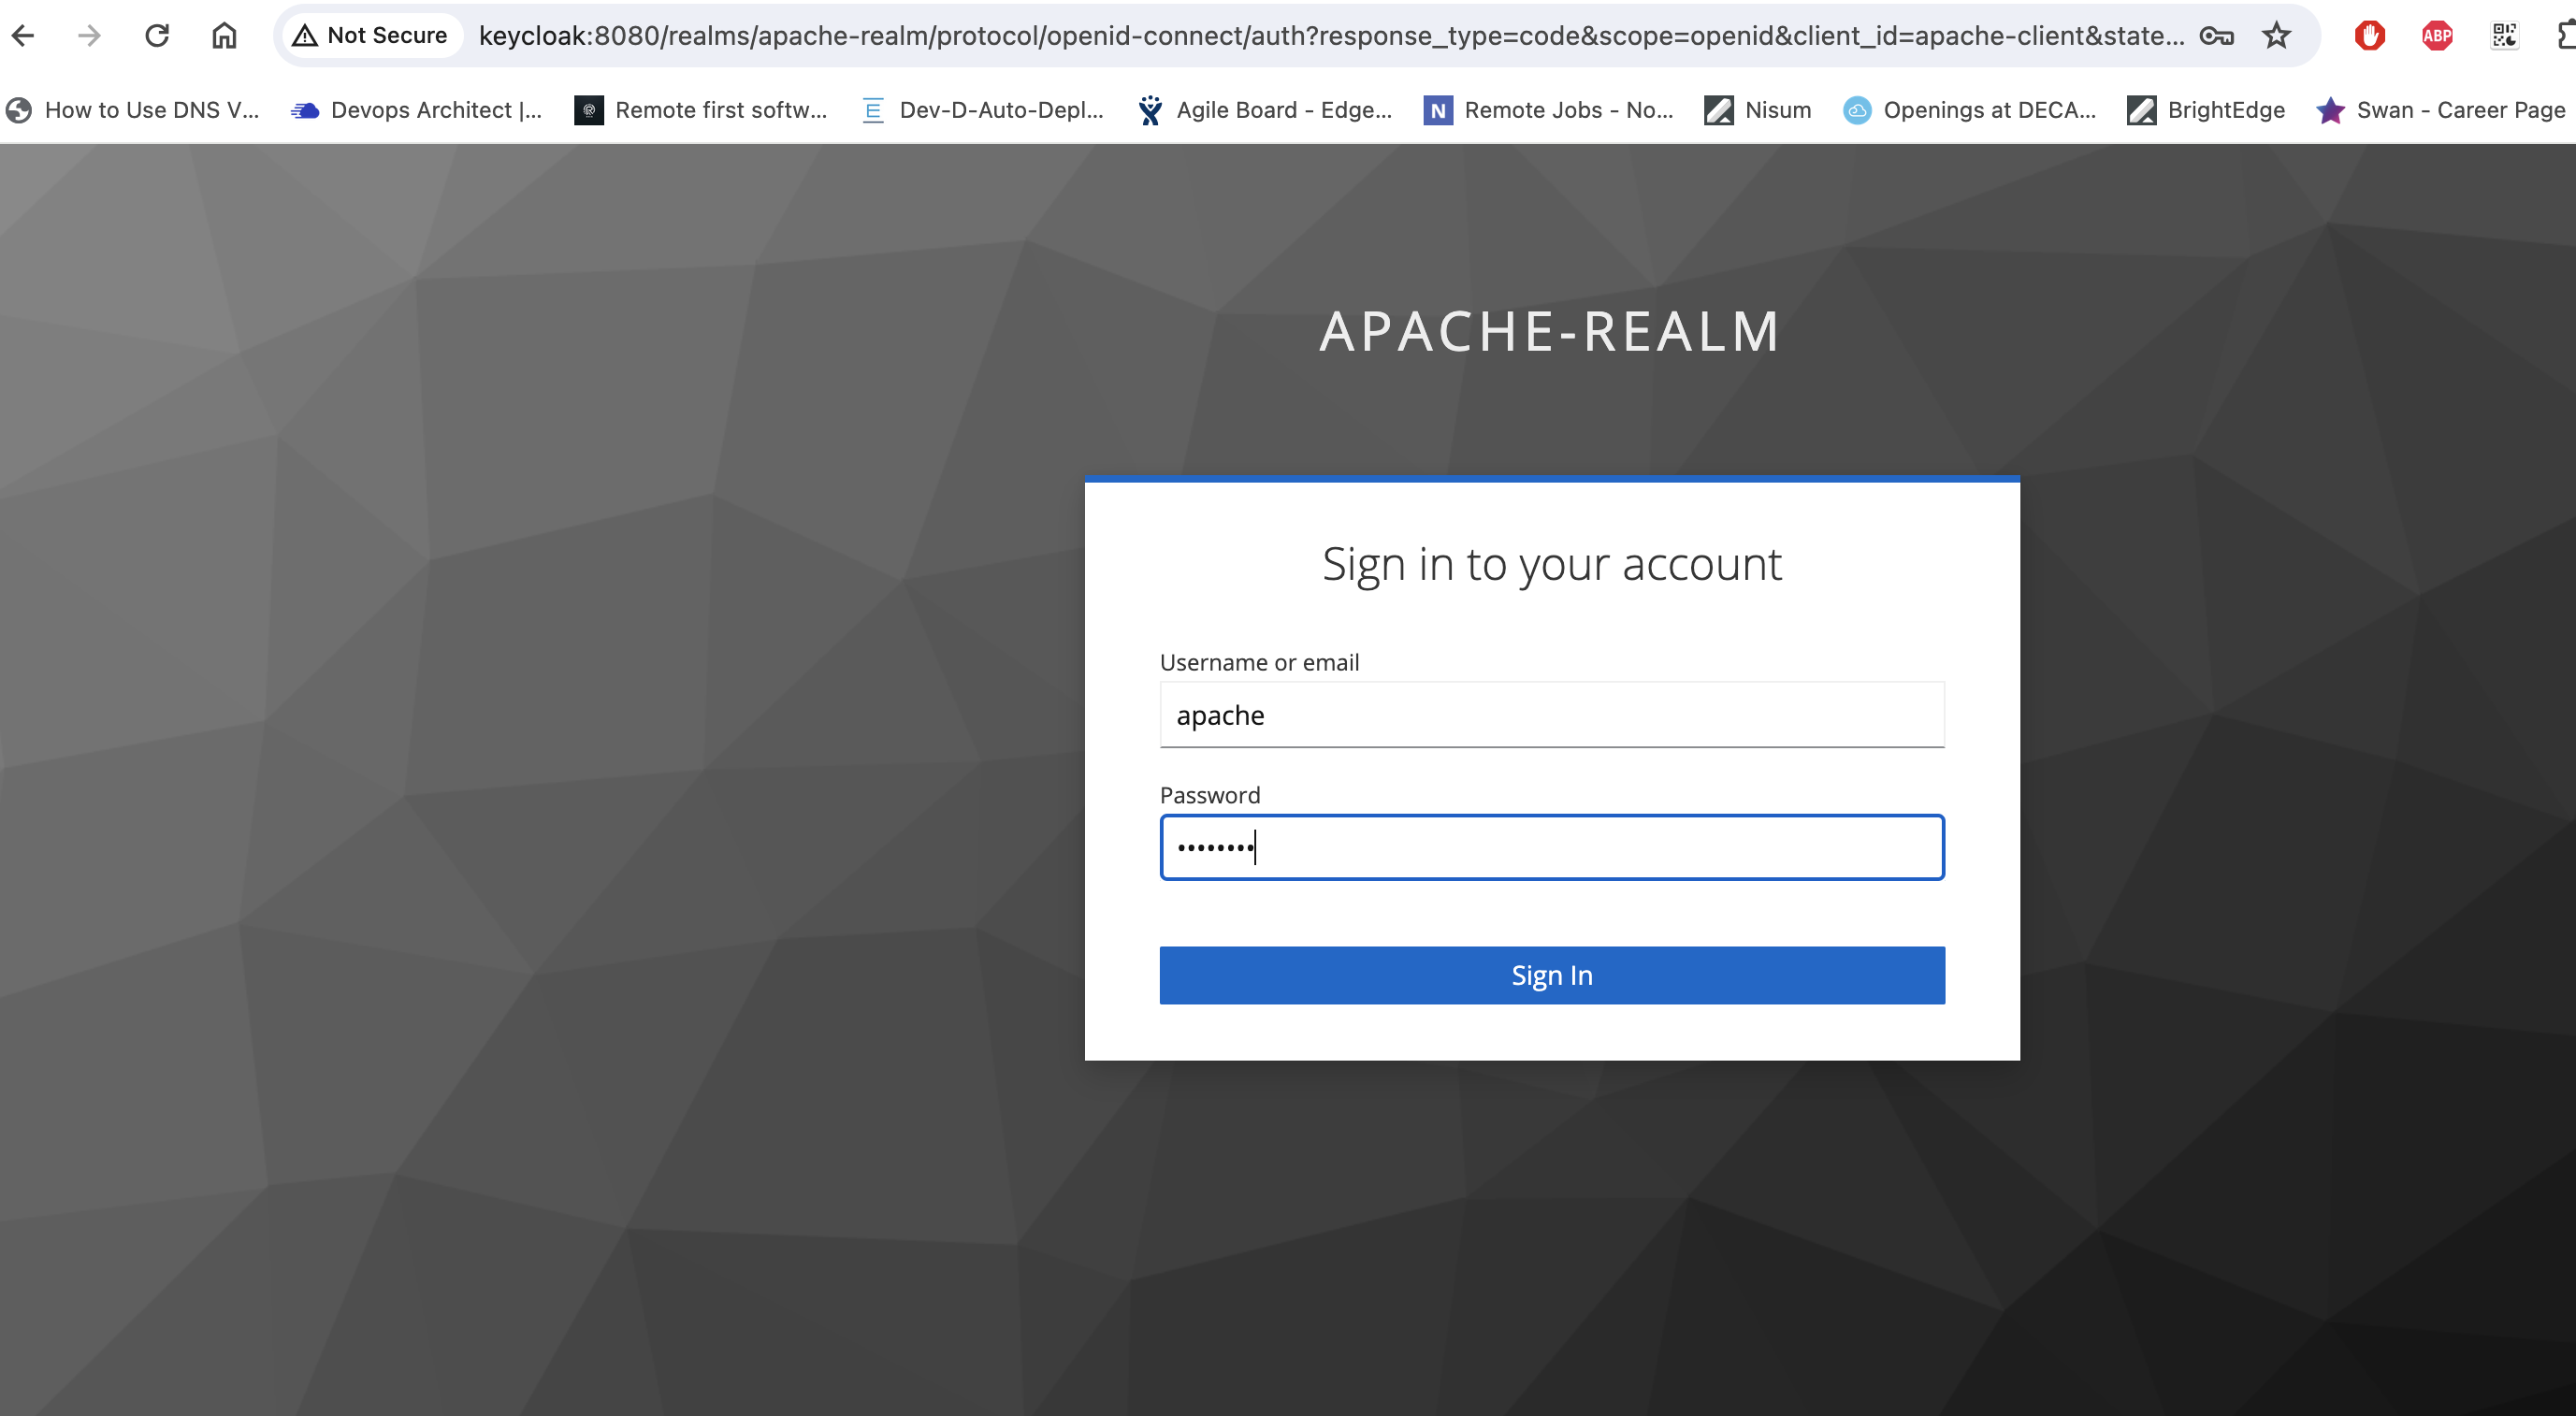 Not Secure keycloak:8080/realms/apache-realm/protocol/openid-connect/auth?response_type=code&scope=openid&client_id=apache-client&state... ABP
How to Use DNS V... Devops Architect |... Remote first softw... Dev-D-Auto-Depl... Agile Board - Edge... N Remote Jobs - No... Nisum Openings at DECA... BrightEdge Swan - Career Page
APACHE-REALM
Sign in to your account
Username or email
apache
Password
••••••••
Sign In